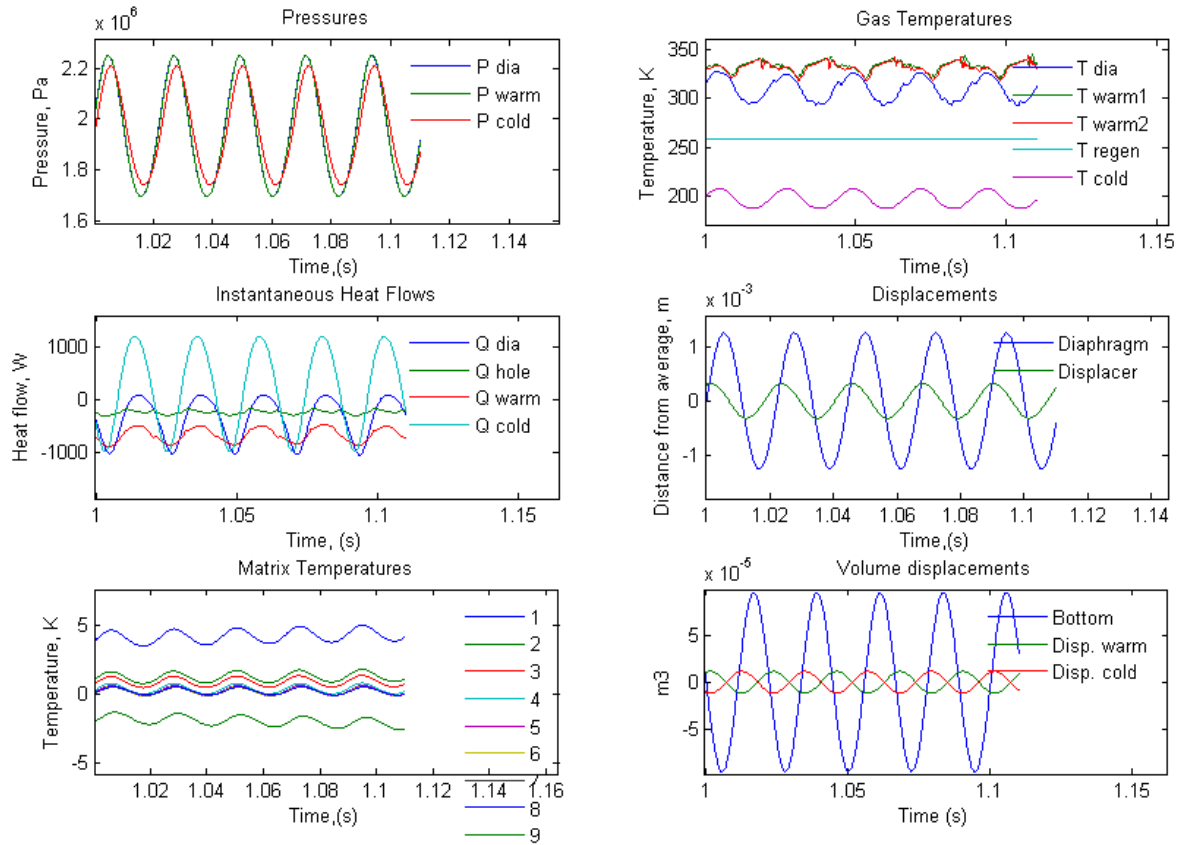 Pressures
x 10⁶
2.2
2
1.8
1.6
Pressure, Pa
P dia
P warm
P cold
1.02 1.04 1.06 1.08 1.1 1.12 1.14
Time,(s)
Gas Temperatures
350
300
250
200
Temperature, K
T dia
T warm1
T warm2
T regen
T cold
1 1.05 1.1 1.15
Time,(s)
Instantaneous Heat Flows
1000
0
-1000
Heat flow, W
Q dia
Q hole
Q warm
Q cold
1 1.05 1.1 1.15
Time, (s)
Displacements
x 10⁻³
1
0
-1
Distance from average, m
Diaphragm
Displacer
1 1.02 1.04 1.06 1.08 1.1 1.12 1.14
Time,(s)
Matrix Temperatures
5
0
-5
Temperature, K
1
2
3
4
5
6
7
8
9
1.02 1.04 1.06 1.08 1.1 1.12 1.14 1.16
Time,(s)
Volume displacements
x 10⁻⁵
5
0
-5
m3
Bottom
Disp. warm
Disp. cold
1 1.05 1.1 1.15
Time (s)